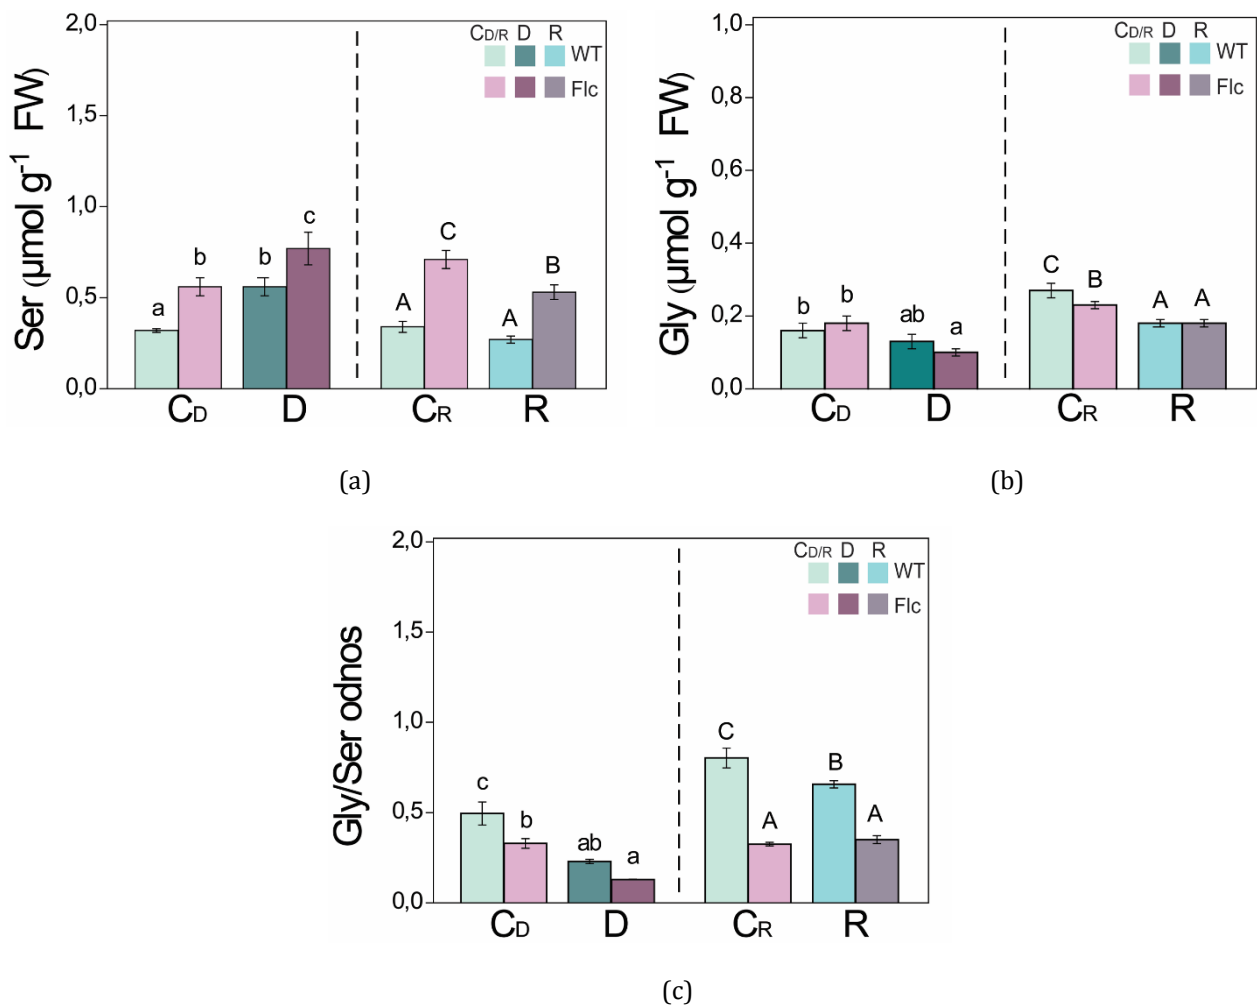 Ser (µmol g⁻¹ FW)
2,0
1,5
1,0
0,5
0,0
CD/R D R
WT
Flc
a b b c A C A B
CD D CR R
(a)
Gly (µmol g⁻¹ FW)
1,0
0,8
0,6
0,4
0,2
0,0
CD/R D R
WT
Flc
b b ab a C B A A
CD D CR R
(b)
Gly/Ser odnos
2,0
1,5
1,0
0,5
0,0
CD/R D R
WT
Flc
c b ab a C A B A
CD D CR R
(c)